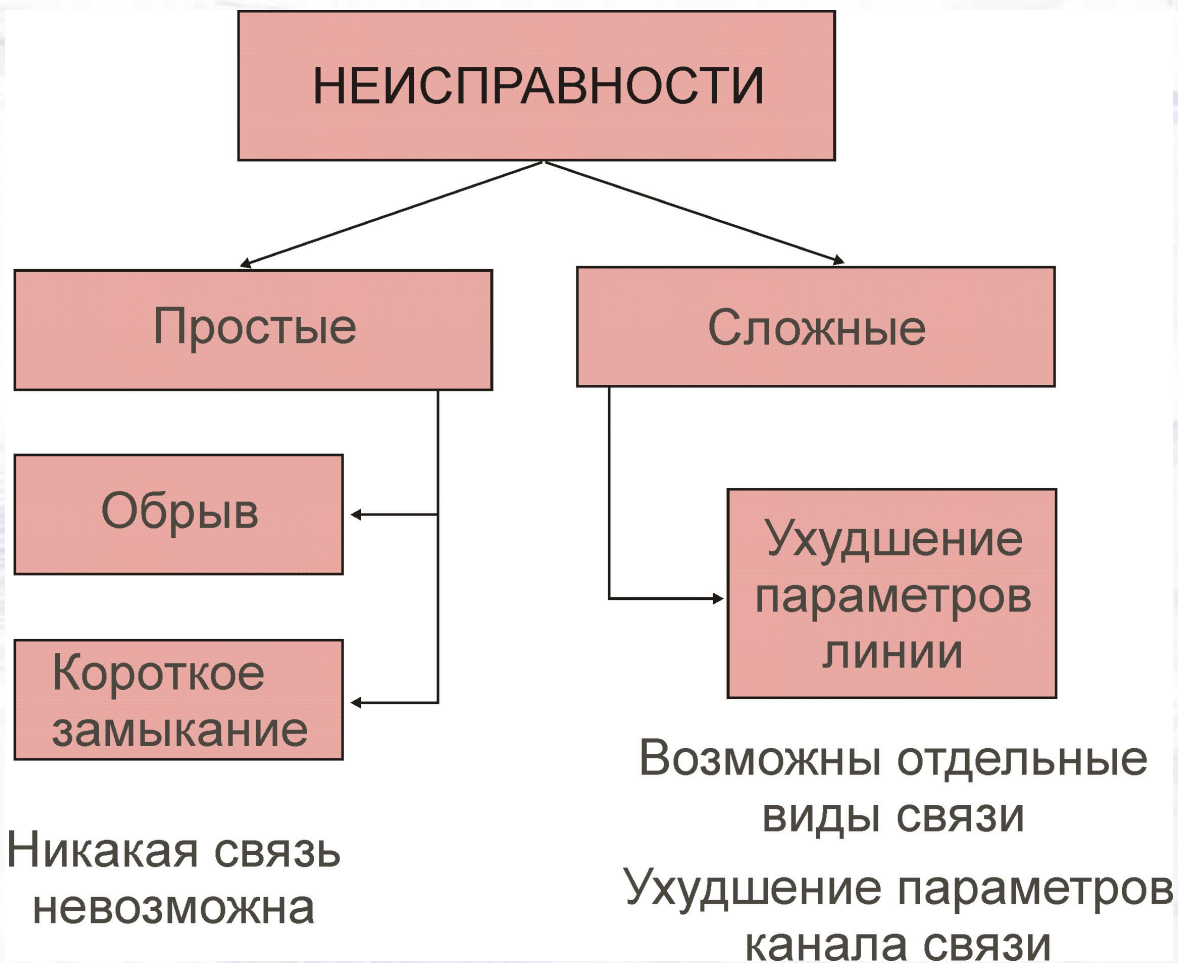 НЕИСПРАВНОСТИ
Простые
Сложные
Обрыв
Короткое
замыкание
Никакая связь
невозможна
Ухудшение
параметров
линии
Возможны отдельные
виды связи
Ухудшение параметров
канала связи